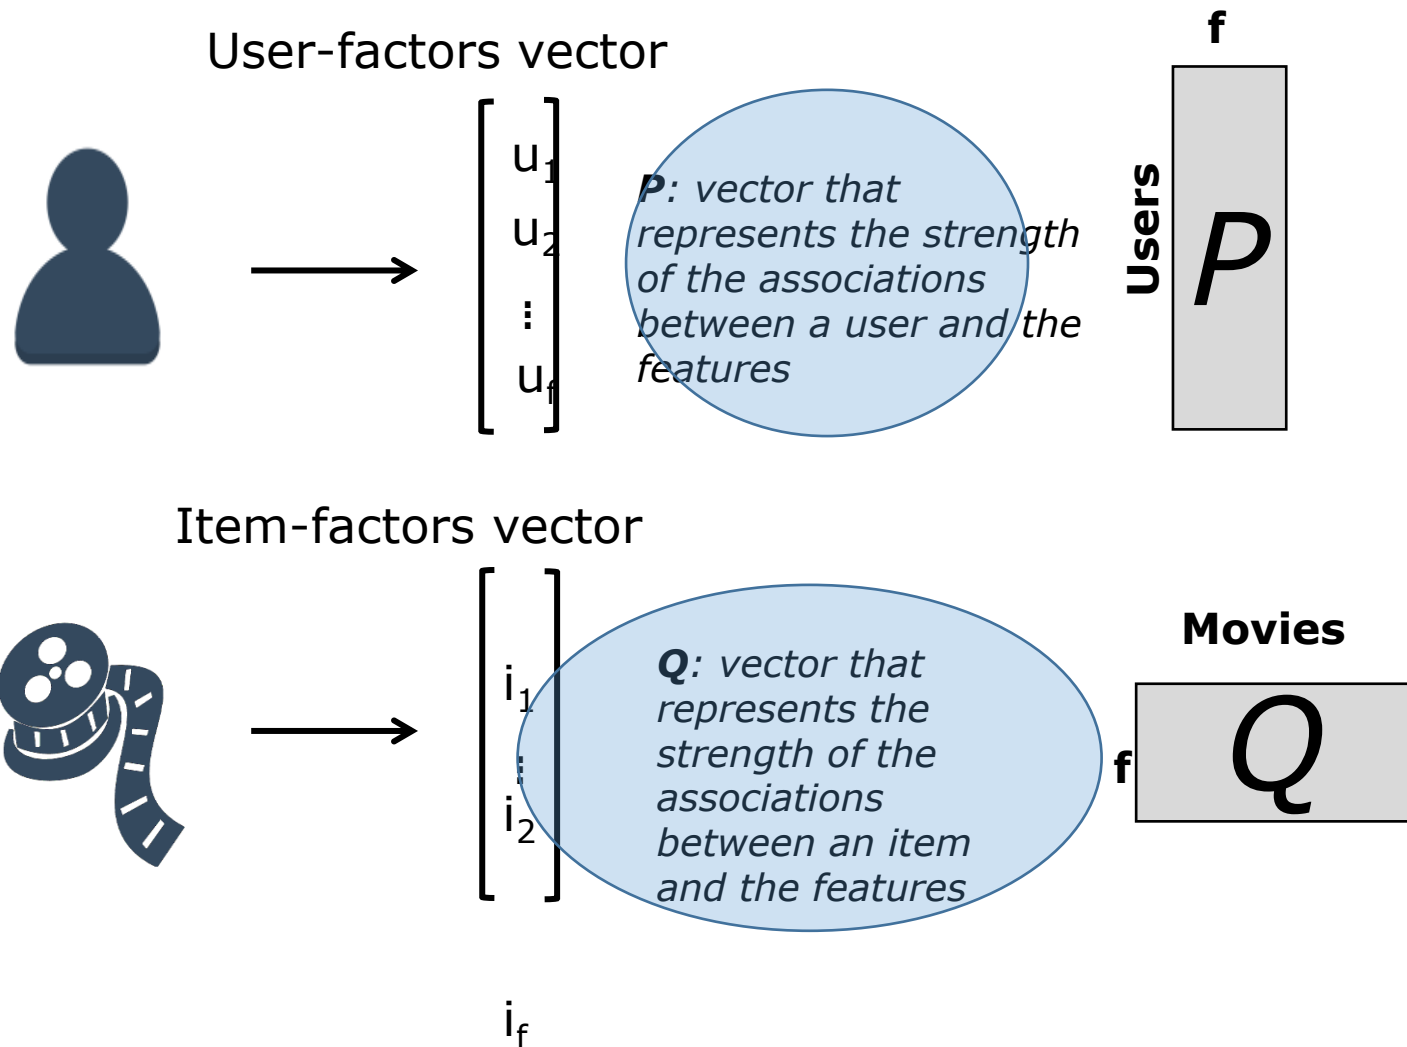 f
User-factors vector
u1
u2
⋮
uf
P: vector that
represents the strength
of the associations
between a user and the
features
Users
P
Item-factors vector
i1
⋮
i2
if
Q: vector that
represents the
strength of the
associations
between an item
and the features
Movies
f
Q